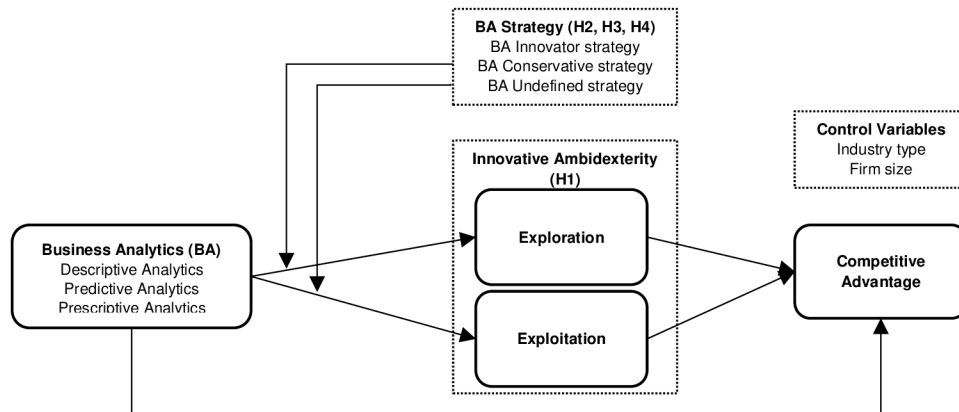 BA Strategy (H2, H3, H4)
BA Innovator strategy
BA Conservative strategy
BA Undefined strategy
Control Variables
Industry type
Firm size
Innovative Ambidexterity
(H1)
Business Analytics (BA)
Descriptive Analytics
Predictive Analytics
Prescriptive Analytics
Exploration
Exploitation
Competitive
Advantage